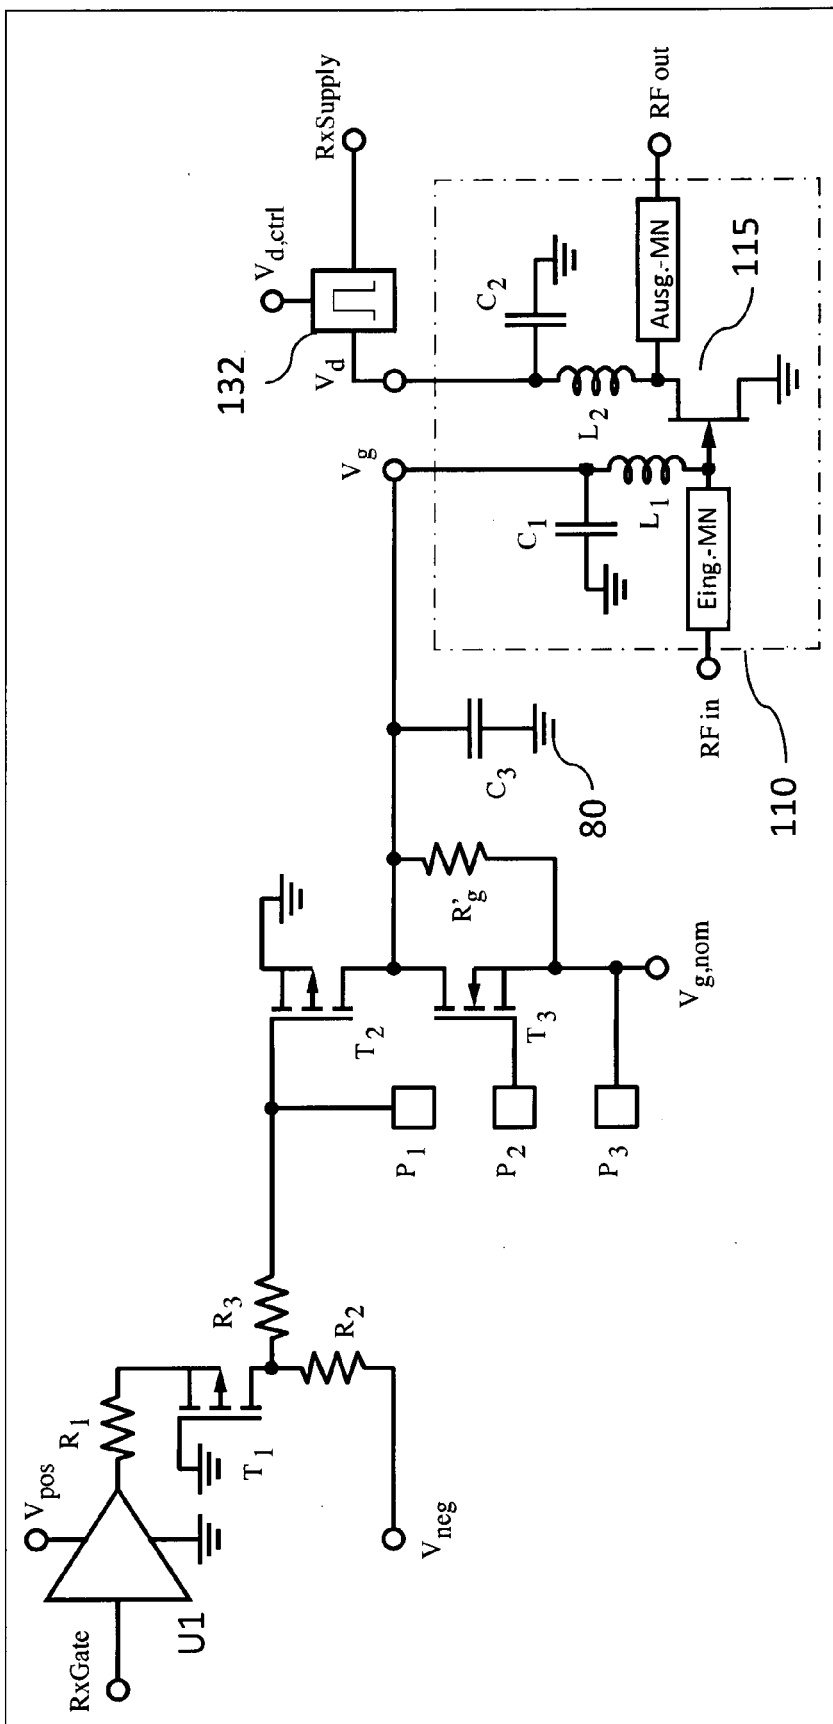 RxGate
U1
V_pos
R_1
T_1
R_3
R_2
V_neg
P_1
P_2
P_3
T_2
T_3
V_g,nom
R'_g
C_3
80
V_g
132
V_d
V_d,ctrl
RxSupply
C_1
L_1
C_2
L_2
RF in
Eing.-MN
Ausg.-MN
RF out
110
115